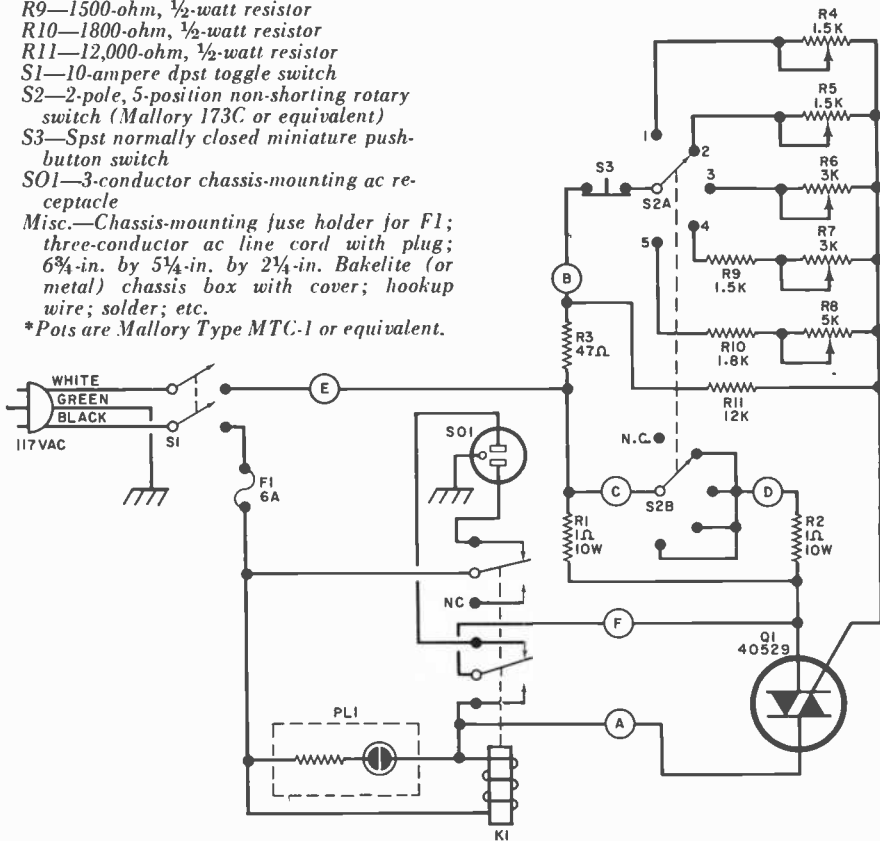 R9—1500-ohm, ½-watt resistor
R10—1800-ohm, ½-watt resistor
R11—12,000-ohm, ½-watt resistor
S1—10-ampere dpst toggle switch
S2—2-pole, 5-position non-shorting rotary
switch (Mallory 173C or equivalent)
S3—Spst normally closed miniature push-
button switch
SO1—3-conductor chassis-mounting ac re-
ceptacle
Misc.—Chassis-mounting fuse holder for F1;
three-conductor ac line cord with plug;
6¾-in. by 5¼-in. by 2¼-in. Bakelite (or
metal) chassis box with cover; hookup
wire; solder; etc.
*Pots are Mallory Type MTC-1 or equivalent.
R4
1.5K
R5
1.5K
1
2
S3
S2A
3
R6
3K
4
5
R7
3K
R9
1.5K
B
R8
5K
R3
47Ω
R10
1.8K
R11
12K
WHITE
GREEN
BLACK
117VAC
S1
E
F1
6A
SO1
N.C.
C
S2B
D
R1
1Ω
10W
R2
1Ω
10W
NC
F
Q1
40529
A
PL1
K1